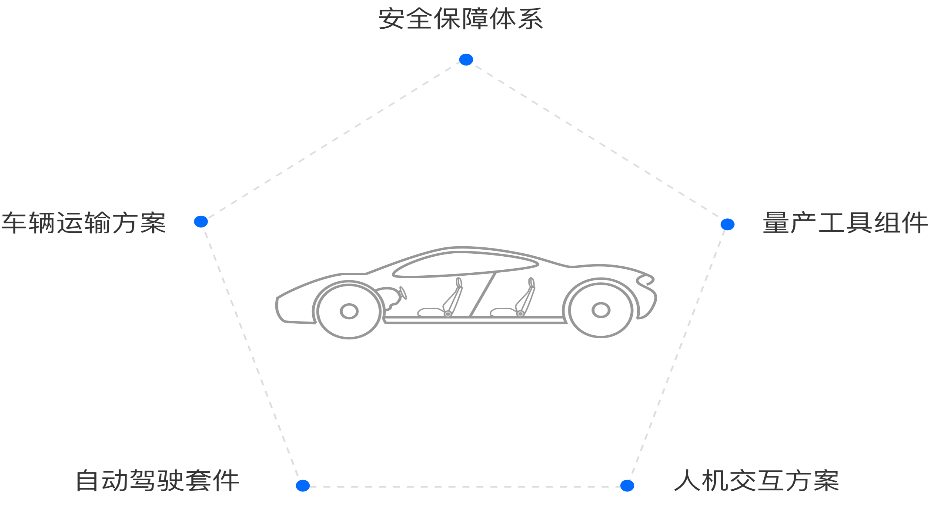 安全保障体系
车辆运输方案
量产工具组件
自动驾驶套件
人机交互方案